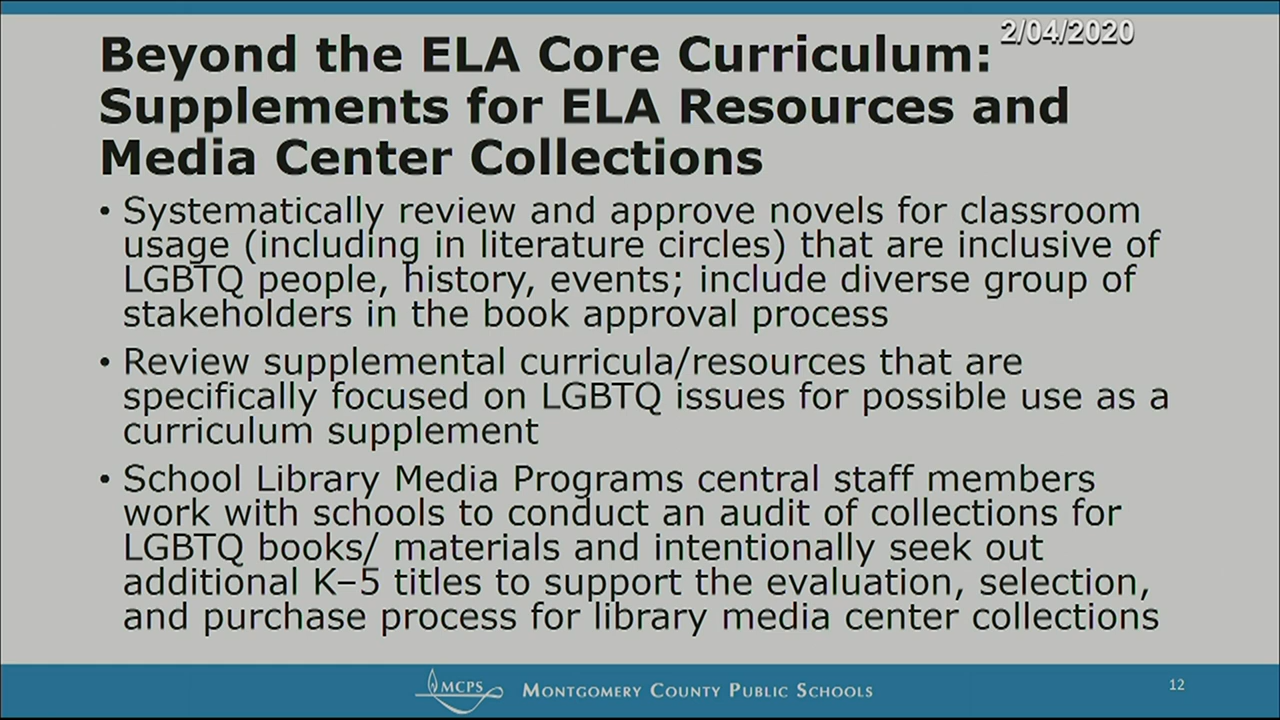 2/04/2020
Beyond the ELA Core Curriculum:
Supplements for ELA Resources and
Media Center Collections
• Systematically review and approve novels for classroom
usage (including in literature circles) that are inclusive of
LGBTQ people, history, events; include diverse group of
stakeholders in the book approval process
• Review supplemental curricula/resources that are
specifically focused on LGBTQ issues for possible use as a
curriculum supplement
• School Library Media Programs central staff members
work with schools to conduct an audit of collections for
LGBTQ books/ materials and intentionally seek out
additional K–5 titles to support the evaluation, selection,
and purchase process for library media center collections
MCPS MONTGOMERY COUNTY PUBLIC SCHOOLS
12